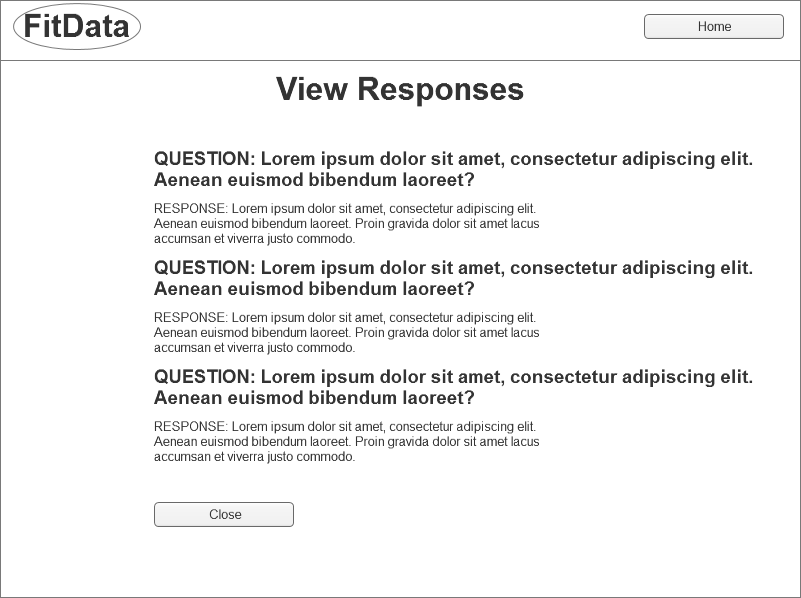 FitData
Home
View Responses
QUESTION: Lorem ipsum dolor sit amet, consectetur adipiscing elit.
Aenean euismod bibendum laoreet?
RESPONSE: Lorem ipsum dolor sit amet, consectetur adipiscing elit.
Aenean euismod bibendum laoreet. Proin gravida dolor sit amet lacus
accumsan et viverra justo commodo.
QUESTION: Lorem ipsum dolor sit amet, consectetur adipiscing elit.
Aenean euismod bibendum laoreet?
RESPONSE: Lorem ipsum dolor sit amet, consectetur adipiscing elit.
Aenean euismod bibendum laoreet. Proin gravida dolor sit amet lacus
accumsan et viverra justo commodo.
QUESTION: Lorem ipsum dolor sit amet, consectetur adipiscing elit.
Aenean euismod bibendum laoreet?
RESPONSE: Lorem ipsum dolor sit amet, consectetur adipiscing elit.
Aenean euismod bibendum laoreet. Proin gravida dolor sit amet lacus
accumsan et viverra justo commodo.
Close